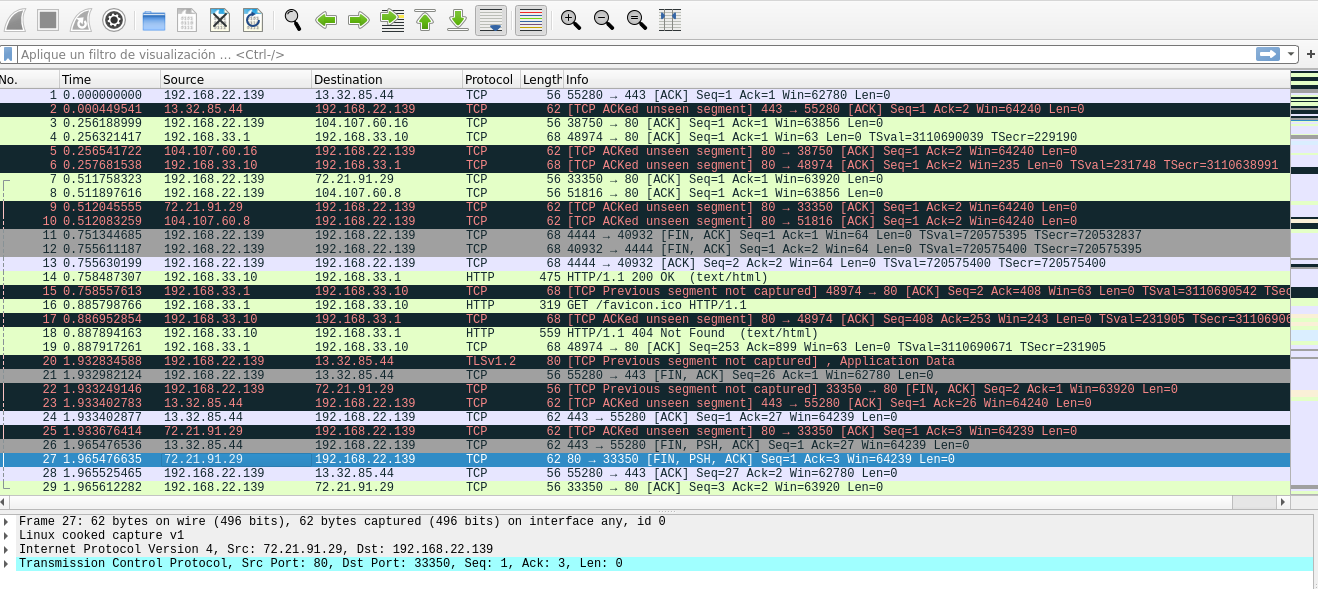 Aplique un filtro de visualización ... <Ctrl-/>
No. Time Source Destination Protocol Length Info
1 0.000000000 192.168.22.139 13.32.85.44 TCP 56 55280 → 443 [ACK] Seq=1 Ack=1 Win=62780 Len=0
2 0.000449541 13.32.85.44 192.168.22.139 TCP 62 [TCP ACKed unseen segment] 443 → 55280 [ACK] Seq=1 Ack=2 Win=64240 Len=0
3 0.256188999 192.168.22.139 104.107.60.16 TCP 56 38750 → 80 [ACK] Seq=1 Ack=1 Win=63856 Len=0
4 0.256321417 192.168.33.1 192.168.33.10 TCP 68 48974 → 80 [ACK] Seq=1 Ack=1 Win=63 Len=0 TSval=3110690039 TSecr=229190
5 0.256541722 104.107.60.16 192.168.22.139 TCP 62 [TCP ACKed unseen segment] 80 → 38750 [ACK] Seq=1 Ack=2 Win=64240 Len=0
6 0.257681538 192.168.33.10 192.168.33.1 TCP 68 [TCP ACKed unseen segment] 80 → 48974 [ACK] Seq=1 Ack=2 Win=235 Len=0 TSval=231748 TSecr=3110638991
7 0.511758323 192.168.22.139 72.21.91.29 TCP 56 33350 → 80 [ACK] Seq=1 Ack=1 Win=63920 Len=0
8 0.511897616 192.168.22.139 104.107.60.8 TCP 56 51816 → 80 [ACK] Seq=1 Ack=1 Win=63856 Len=0
9 0.512045555 72.21.91.29 192.168.22.139 TCP 62 [TCP ACKed unseen segment] 80 → 33350 [ACK] Seq=1 Ack=2 Win=64240 Len=0
10 0.512083259 104.107.60.8 192.168.22.139 TCP 62 [TCP ACKed unseen segment] 80 → 51816 [ACK] Seq=1 Ack=2 Win=64240 Len=0
11 0.751344685 192.168.22.139 192.168.22.139 TCP 68 4444 → 40932 [FIN, ACK] Seq=1 Ack=1 Win=64 Len=0 TSval=720575395 TSecr=720532837
12 0.755611187 192.168.22.139 192.168.22.139 TCP 68 40932 → 4444 [FIN, ACK] Seq=1 Ack=2 Win=64 Len=0 TSval=720575400 TSecr=720575395
13 0.755630199 192.168.22.139 192.168.22.139 TCP 68 4444 → 40932 [ACK] Seq=2 Ack=2 Win=64 Len=0 TSval=720575400 TSecr=720575400
14 0.758487307 192.168.33.10 192.168.33.1 HTTP 475 HTTP/1.1 200 OK (text/html)
15 0.758557613 192.168.33.1 192.168.33.10 TCP 68 [TCP Previous segment not captured] 48974 → 80 [ACK] Seq=2 Ack=408 Win=63 Len=0 TSval=3110690542 TSec
16 0.885798766 192.168.33.1 192.168.33.10 HTTP 319 GET /favicon.ico HTTP/1.1
17 0.886952854 192.168.33.10 192.168.33.1 TCP 68 [TCP ACKed unseen segment] 80 → 48974 [ACK] Seq=408 Ack=253 Win=243 Len=0 TSval=231905 TSecr=31106906
18 0.887894163 192.168.33.10 192.168.33.1 HTTP 559 HTTP/1.1 404 Not Found (text/html)
19 0.887917261 192.168.33.1 192.168.33.10 TCP 68 48974 → 80 [ACK] Seq=253 Ack=899 Win=63 Len=0 TSval=3110690671 TSecr=231905
20 1.932834588 192.168.22.139 13.32.85.44 TLSv1.2 80 [TCP Previous segment not captured] , Application Data
21 1.932982124 192.168.22.139 13.32.85.44 TCP 56 55280 → 443 [FIN, ACK] Seq=26 Ack=1 Win=62780 Len=0
22 1.933249146 192.168.22.139 72.21.91.29 TCP 56 [TCP Previous segment not captured] 33350 → 80 [FIN, ACK] Seq=2 Ack=1 Win=63920 Len=0
23 1.933402783 13.32.85.44 192.168.22.139 TCP 62 [TCP ACKed unseen segment] 443 → 55280 [ACK] Seq=1 Ack=26 Win=64240 Len=0
24 1.933402877 13.32.85.44 192.168.22.139 TCP 62 443 → 55280 [ACK] Seq=1 Ack=27 Win=64239 Len=0
25 1.933676414 72.21.91.29 192.168.22.139 TCP 62 [TCP ACKed unseen segment] 80 → 33350 [ACK] Seq=1 Ack=3 Win=64239 Len=0
26 1.965476536 13.32.85.44 192.168.22.139 TCP 62 443 → 55280 [FIN, PSH, ACK] Seq=1 Ack=27 Win=64239 Len=0
27 1.965476635 72.21.91.29 192.168.22.139 TCP 62 80 → 33350 [FIN, PSH, ACK] Seq=1 Ack=3 Win=64239 Len=0
28 1.965525465 192.168.22.139 13.32.85.44 TCP 56 55280 → 443 [ACK] Seq=27 Ack=2 Win=62780 Len=0
29 1.965612282 192.168.22.139 72.21.91.29 TCP 56 33350 → 80 [ACK] Seq=3 Ack=2 Win=63920 Len=0
Frame 27: 62 bytes on wire (496 bits), 62 bytes captured (496 bits) on interface any, id 0
Linux cooked capture v1
Internet Protocol Version 4, Src: 72.21.91.29, Dst: 192.168.22.139
Transmission Control Protocol, Src Port: 80, Dst Port: 33350, Seq: 1, Ack: 3, Len: 0